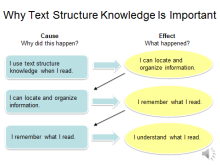 Why Text Structure Knowledge Is Important
Cause
Why did this happen?
Effect
What happened?
I use text structure
knowledge when I read.
I can locate and
organize information.
I can locate and organize
information.
I remember what I read.
I remember what I read.
I understand what I read.